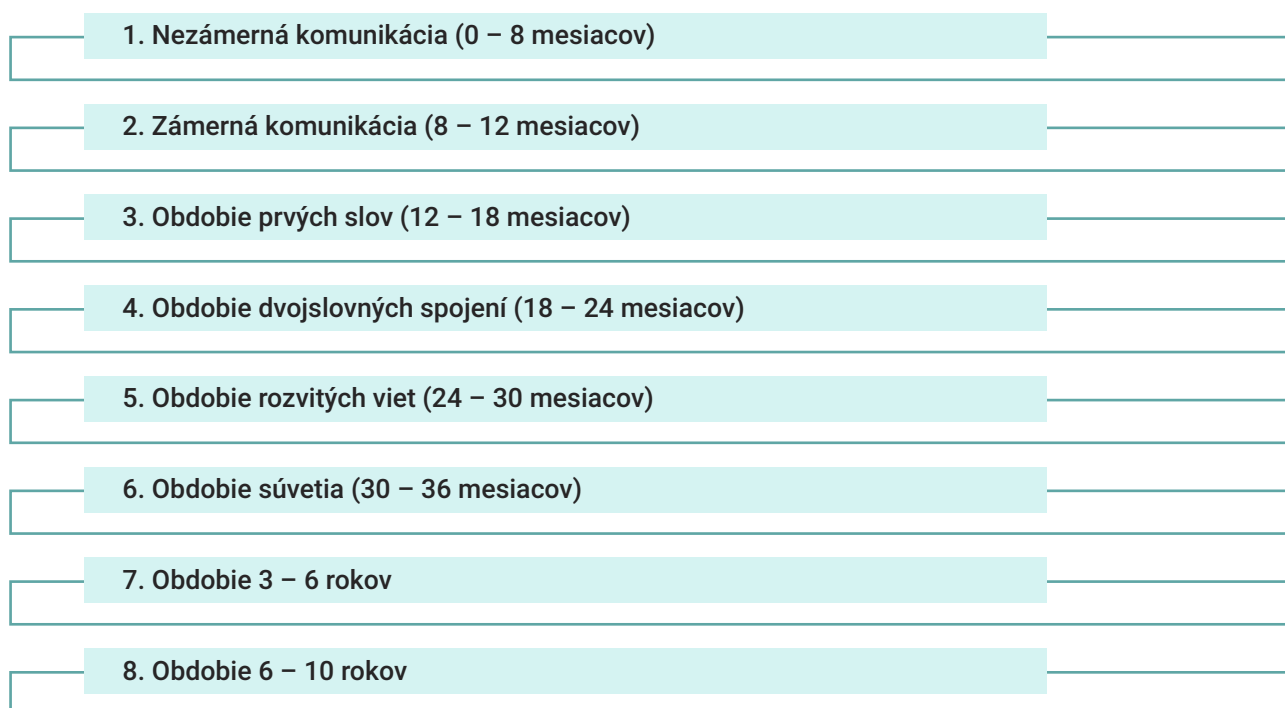 1. Nezámerná komunikácia (0 – 8 mesiacov)
2. Zámerná komunikácia (8 – 12 mesiacov)
3. Obdobie prvých slov (12 – 18 mesiacov)
4. Obdobie dvojslovných spojení (18 – 24 mesiacov)
5. Obdobie rozvitých viet (24 – 30 mesiacov)
6. Obdobie súvetia (30 – 36 mesiacov)
7. Obdobie 3 – 6 rokov
8. Obdobie 6 – 10 rokov